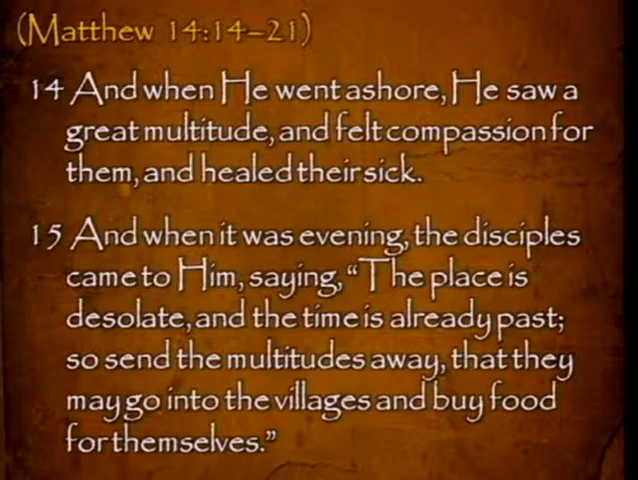 (Matthew 14:14–21)
14 And when He went ashore, He saw a
great multitude, and felt compassion for
them, and healed their sick.
15 And when it was evening, the disciples
came to Him, saying, “The place is
desolate, and the time is already past;
so send the multitudes away, that they
may go into the villages and buy food
for themselves.”